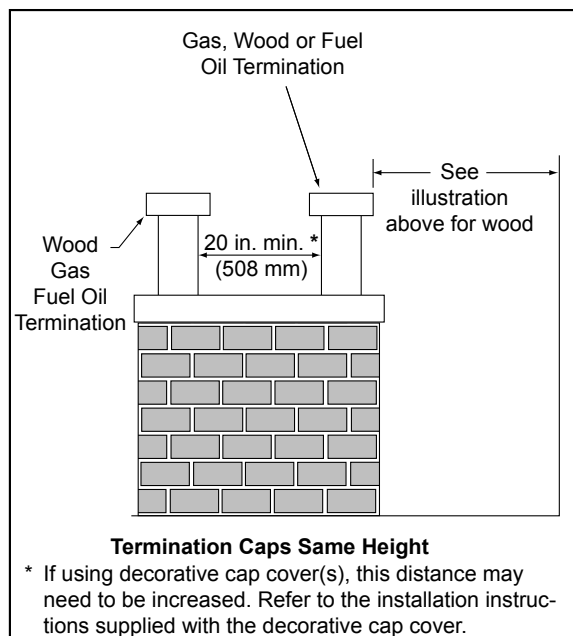 Gas, Wood or Fuel
Oil Termination
See
illustration
above for wood
Wood
Gas
Fuel Oil
Termination
20 in. min. *
(508 mm)
Termination Caps Same Height
* If using decorative cap cover(s), this distance may
need to be increased. Refer to the installation instruc-
tions supplied with the decorative cap cover.